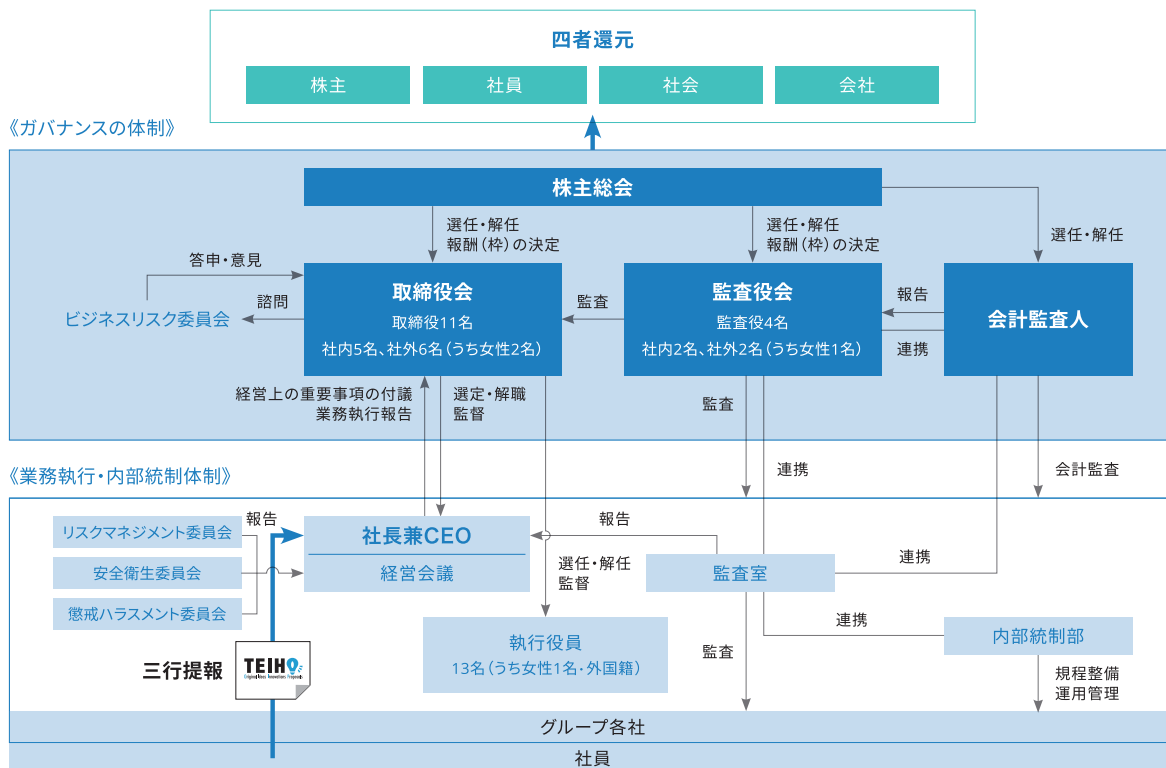 四者還元
株主
社員
社会
会社
《ガバナンスの体制》
株主総会
選任・解任
報酬（枠）の決定
選任・解任
報酬（枠）の決定
選任・解任
答申・意見
諮問
ビジネスリスク委員会
取締役会
取締役11名
社内5名、社外6名（うち女性2名）
監査
監査役会
監査役4名
社内2名、社外2名（うち女性1名）
報告
連携
会計監査人
経営上の重要事項の付議
業務執行報告
選定・解職
監督
監査
連携
会計監査
《業務執行・内部統制体制》
リスクマネジメント委員会
安全衛生委員会
懲戒ハラスメント委員会
報告
社長兼CEO
経営会議
報告
選任・解任
監督
監査室
連携
連携
執行役員
13名（うち女性1名・外国籍）
監査
内部統制部
規程整備
運用管理
三行提報
TEIHO
グループ各社
社員